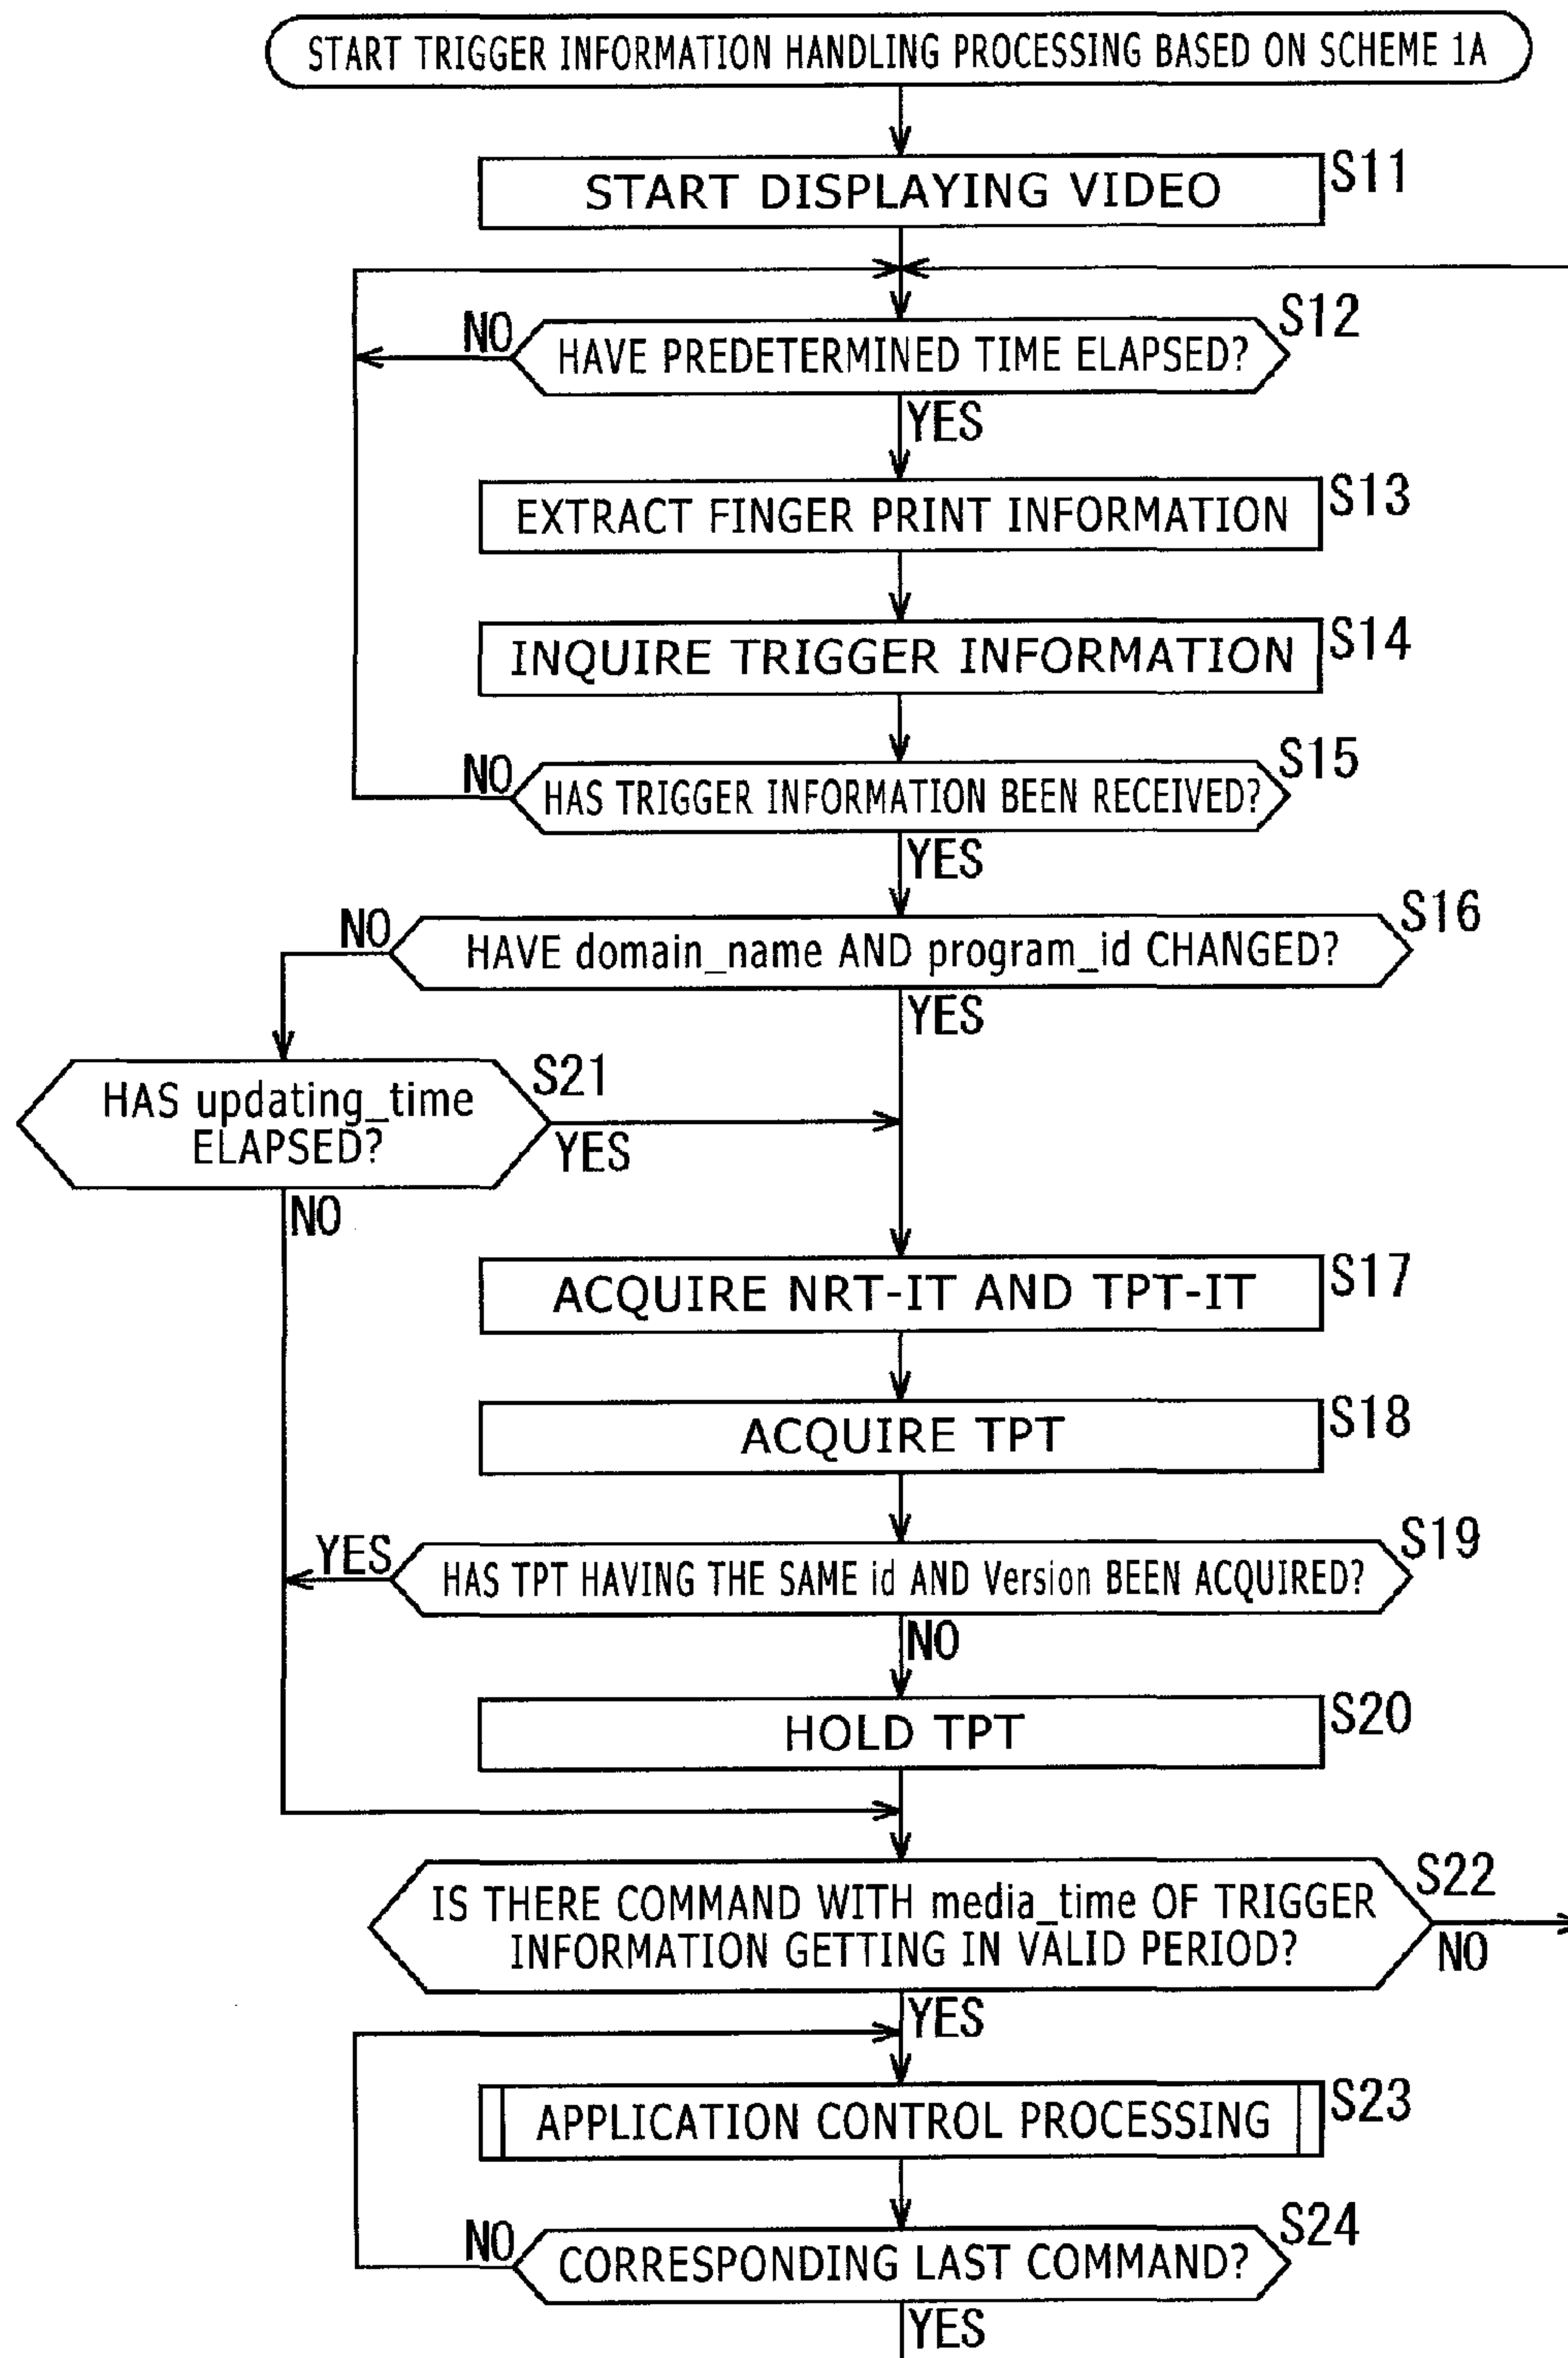 START TRIGGER INFORMATION HANDLING PROCESSING BASED ON SCHEME 1A
START DISPLAYING VIDEO
S11
HAVE PREDETERMINED TIME ELAPSED?
S12
NO
YES
EXTRACT FINGER PRINT INFORMATION
S13
INQUIRE TRIGGER INFORMATION
S14
HAS TRIGGER INFORMATION BEEN RECEIVED?
S15
NO
YES
HAVE domain_name AND program_id CHANGED?
S16
NO
YES
HAS updating_time
ELAPSED?
S21
YES
NO
ACQUIRE NRT-IT AND TPT-IT
S17
ACQUIRE TPT
S18
HAS TPT HAVING THE SAME id AND Version BEEN ACQUIRED?
S19
YES
NO
HOLD TPT
S20
IS THERE COMMAND WITH media_time OF TRIGGER
INFORMATION GETTING IN VALID PERIOD?
S22
NO
YES
APPLICATION CONTROL PROCESSING
S23
CORRESPONDING LAST COMMAND?
S24
NO
YES